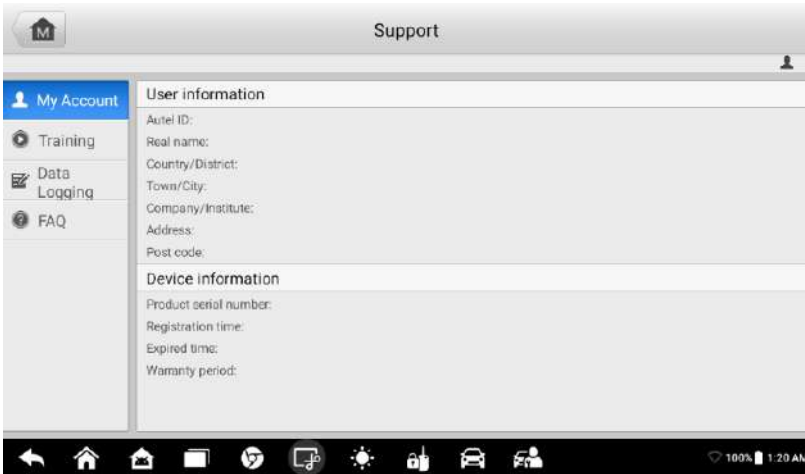 M
Support
My Account
Training
Data
Logging
FAQ
User information
Autel ID:
Real name:
Country/District:
Town/City:
Company/Institute:
Address:
Post code:
Device information
Product serial number:
Registration time:
Expired time:
Warranty period:
100% 1:20 AM